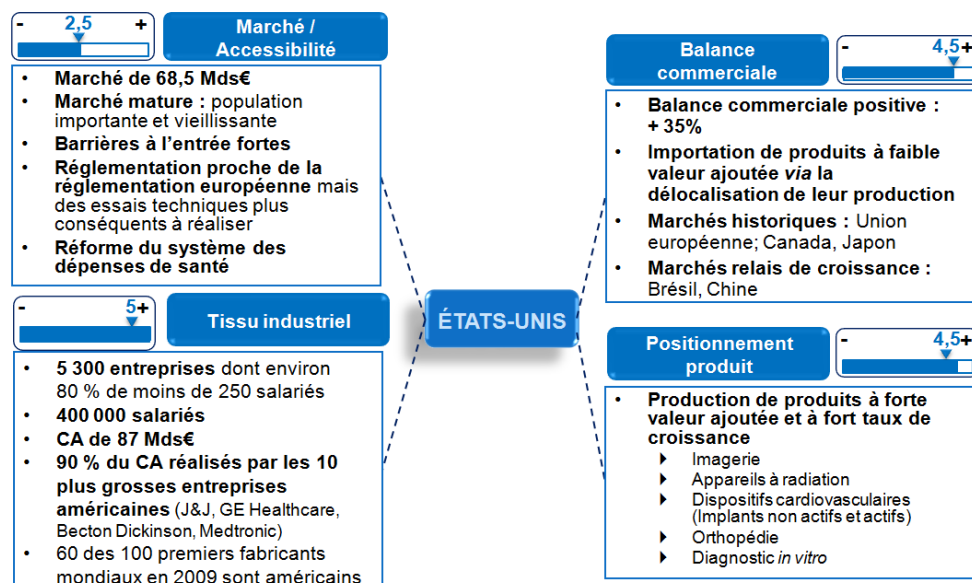 - 2,5 +
Marché /
Accessibilité
• Marché de 68,5 Mds€
• Marché mature : population
importante et vieillissante
• Barrières à l'entrée fortes
• Réglementation proche de la
réglementation européenne mais
des essais techniques plus
conséquents à réaliser
• Réforme du système des
dépenses de santé
- 5+
Tissu industriel
• 5 300 entreprises dont environ
80 % de moins de 250 salariés
• 400 000 salariés
• CA de 87 Mds€
• 90 % du CA réalisés par les 10
plus grosses entreprises
américaines (J&J, GE Healthcare,
Becton Dickinson, Medtronic)
• 60 des 100 premiers fabricants
mondiaux en 2009 sont américains
ÉTATS-UNIS
Balance
commerciale
- 4,5+
• Balance commerciale positive :
+ 35%
• Importation de produits à faible
valeur ajoutée via la
délocalisation de leur production
• Marchés historiques : Union
européenne; Canada, Japon
• Marchés relais de croissance :
Brésil, Chine
Positionnement
produit
- 4,5+
• Production de produits à forte
valeur ajoutée et à fort taux de
croissance
Imagerie
Appareils à radiation
Dispositifs cardiovasculaires
(Implants non actifs et actifs)
Orthopédie
Diagnostic in vitro